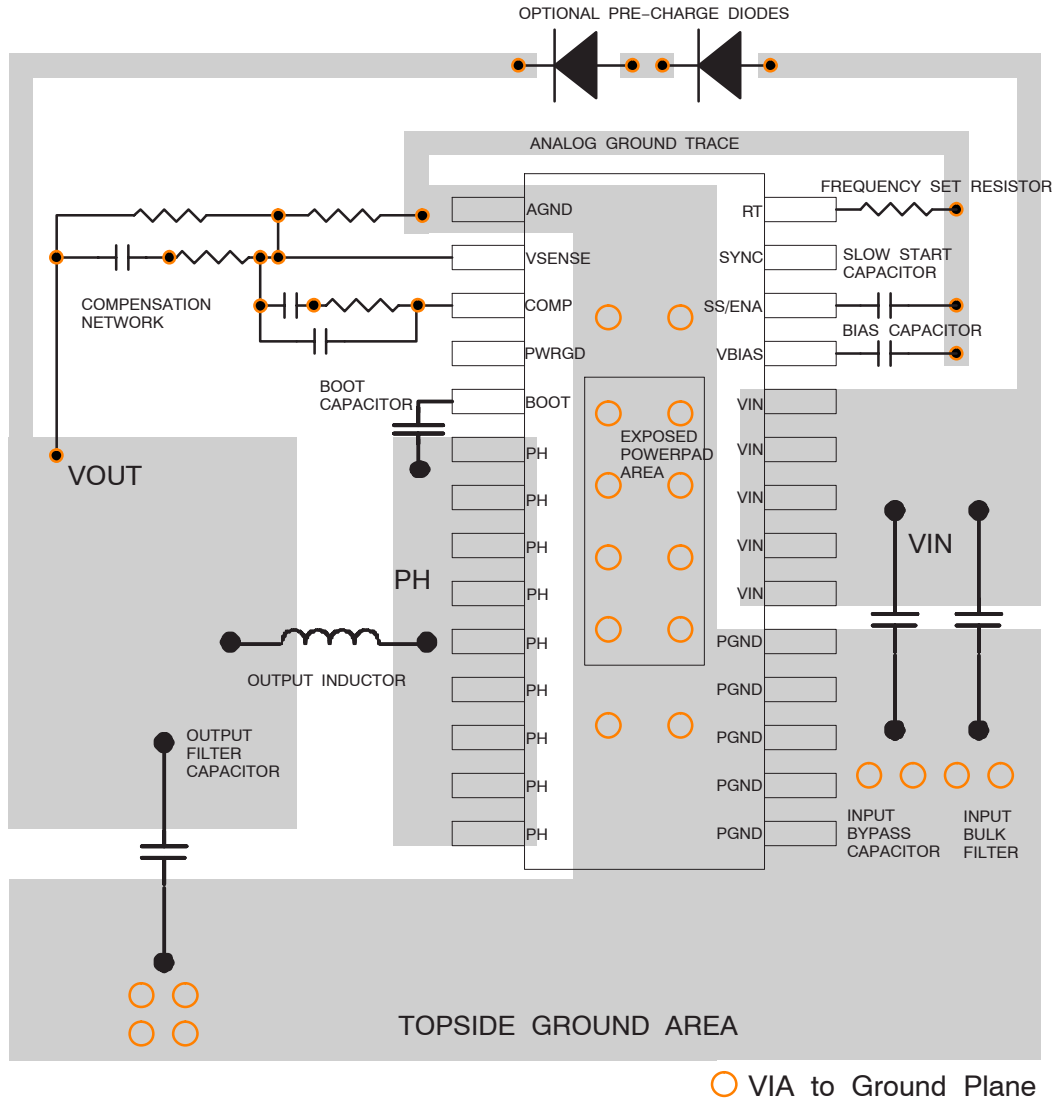 OPTIONAL PRE-CHARGE DIODES
ANALOG GROUND TRACE
FREQUENCY SET RESISTOR
AGND
RT
VSENSE
SYNC
SLOW START
CAPACITOR
COMPENSATION
NETWORK
COMP
SS/ENA
BIAS CAPACITOR
PWRGD
VBIAS
BOOT
CAPACITOR
BOOT
VIN
EXPOSED
POWERPAD
AREA
VOUT
PH
VIN
PH
VIN
PH
VIN
VIN
PH
PH
VIN
PH
PGND
OUTPUT INDUCTOR
PH
PGND
OUTPUT
FILTER
CAPACITOR
PH
PGND
PH
PGND
PH
PGND
INPUT
BYPASS
CAPACITOR
INPUT
BULK
FILTER
TOPSIDE GROUND AREA
VIA to Ground Plane